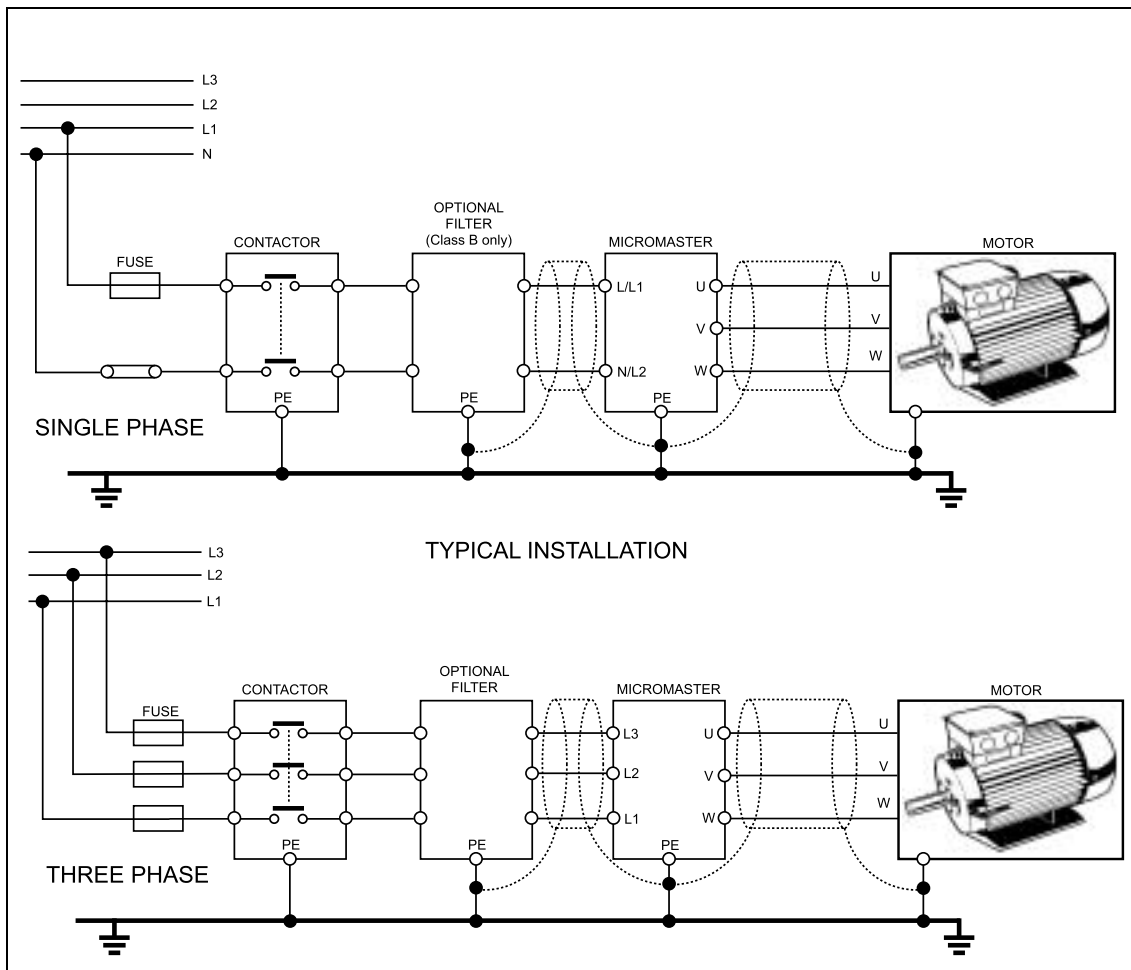 L3
L2
L1
N
OPTIONAL
FILTER
(Class B only)
CONTACTOR
MICROMASTER
MOTOR
FUSE
L/L1
U
U
V
V
N/L2
W
W
PE
PE
PE
SINGLE PHASE
TYPICAL INSTALLATION
L3
L2
L1
OPTIONAL
FILTER
CONTACTOR
MICROMASTER
MOTOR
FUSE
L3
U
U
L2
V
V
L1
W
W
PE
PE
PE
THREE PHASE